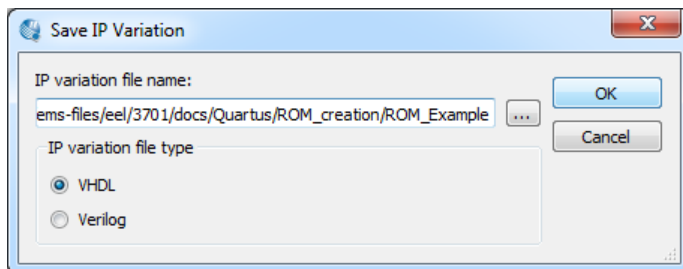 Save IP Variation
IP variation file name:
ems-files/eel/3701/docs/Quartus/ROM_creation/ROM_Example
...
OK
Cancel
IP variation file type
VHDL
Verilog